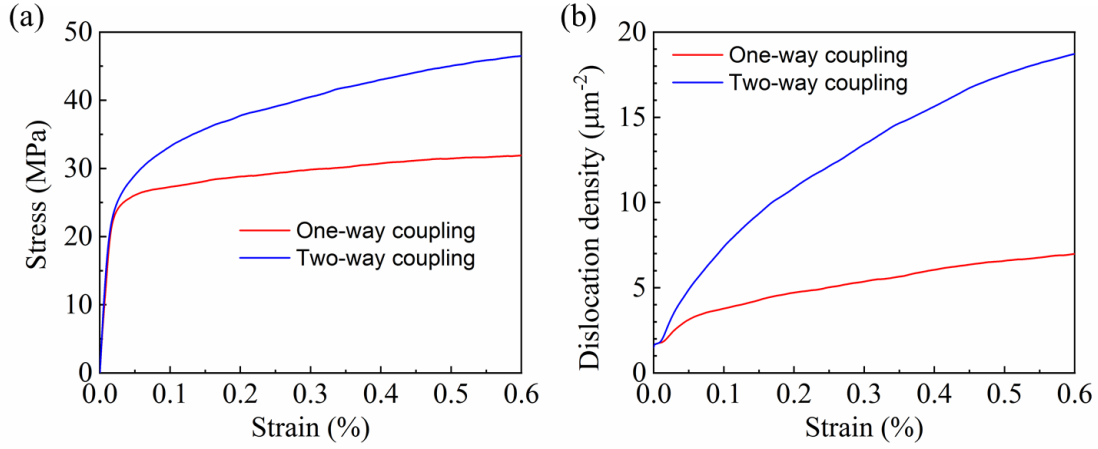 (a)
Stress (MPa)
50
40
30
20
10
0
One-way coupling
Two-way coupling
0.0 0.1 0.2 0.3 0.4 0.5 0.6
Strain (%)
(b)
Dislocation density (μm⁻²)
20
15
10
5
0
One-way coupling
Two-way coupling
0.0 0.1 0.2 0.3 0.4 0.5 0.6
Strain (%)